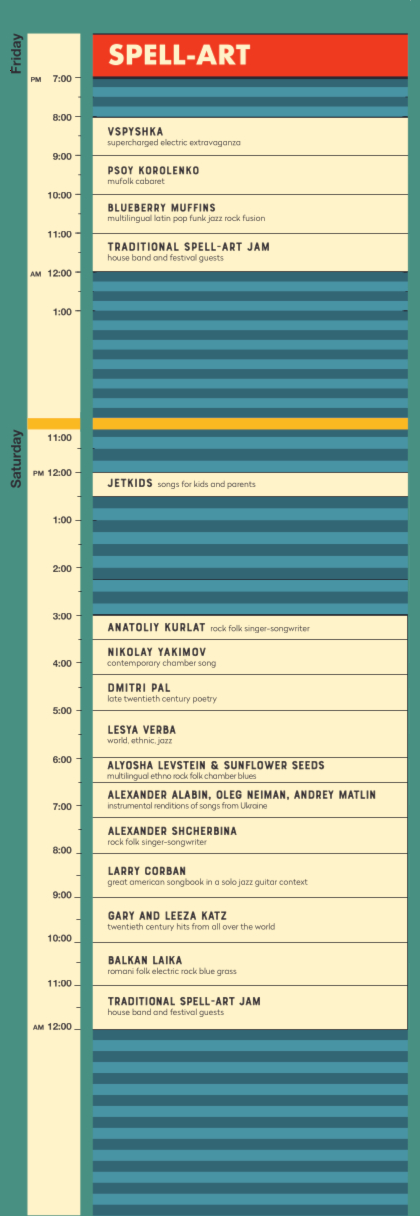 Friday
SPELL-ART
PM 7:00
8:00
VSPYSHKA
supercharged electric extravaganza
9:00
PSOY KOROLENKO
mufolk cabaret
10:00
BLUEBERRY MUFFINS
multilingual latin pop funk jazz rock fusion
11:00
TRADITIONAL SPELL-ART JAM
house band and festival guests
AM 12:00
1:00
Saturday
11:00
PM 12:00
JETKIDS songs for kids and parents
1:00
2:00
3:00
ANATOLIY KURLAT rock folk singer-songwriter
NIKOLAY YAKIMOV
contemporary chamber song
4:00
DMITRI PAL
late twentieth century poetry
5:00
LESYA VERBA
world, ethnic, jazz
6:00
ALYOSHA LEVSTEIN & SUNFLOWER SEEDS
multilingual ethno rock folk chamber blues
ALEXANDER ALABIN, OLEG NEIMAN, ANDREY MATLIN
instrumental renditions of songs from Ukraine
7:00
ALEXANDER SHCHERBINA
rock folk singer-songwriter
8:00
LARRY CORBAN
great american songbook in a solo jazz guitar context
9:00
GARY AND LEEZA KATZ
twentieth century hits from all over the world
10:00
BALKAN LAIKA
romani folk electric rock blue grass
11:00
TRADITIONAL SPELL-ART JAM
house band and festival guests
AM 12:00